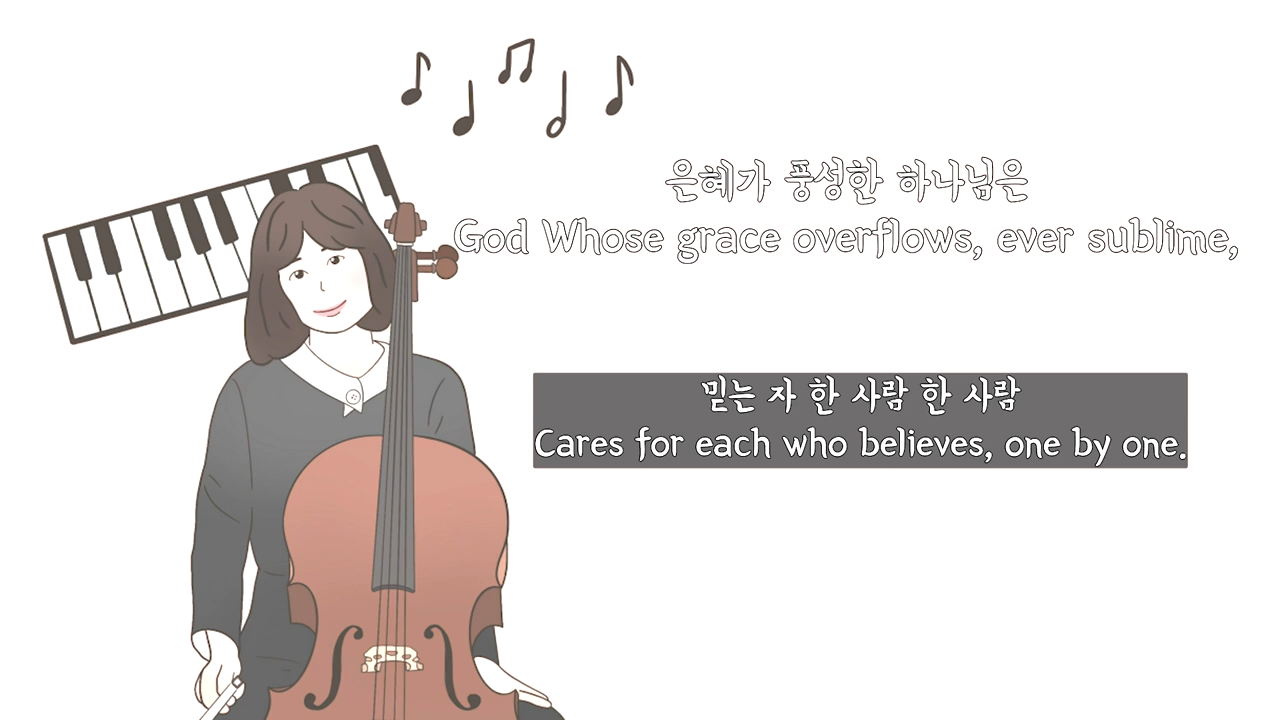 은혜가 풍성한 하나님은
God Whose grace overflows, ever sublime,
믿는 자 한 사람 한 사람
Cares for each who believes, one by one.